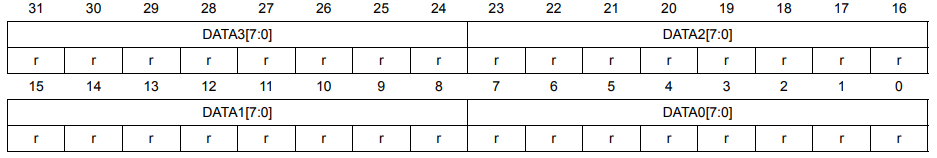 31 30 29 28 27 26 25 24 23 22 21 20 19 18 17 16
DATA3[7:0] DATA2[7:0]
r r r r r r r r r r r r r r r r
15 14 13 12 11 10 9 8 7 6 5 4 3 2 1 0
DATA1[7:0] DATA0[7:0]
r r r r r r r r r r r r r r r r